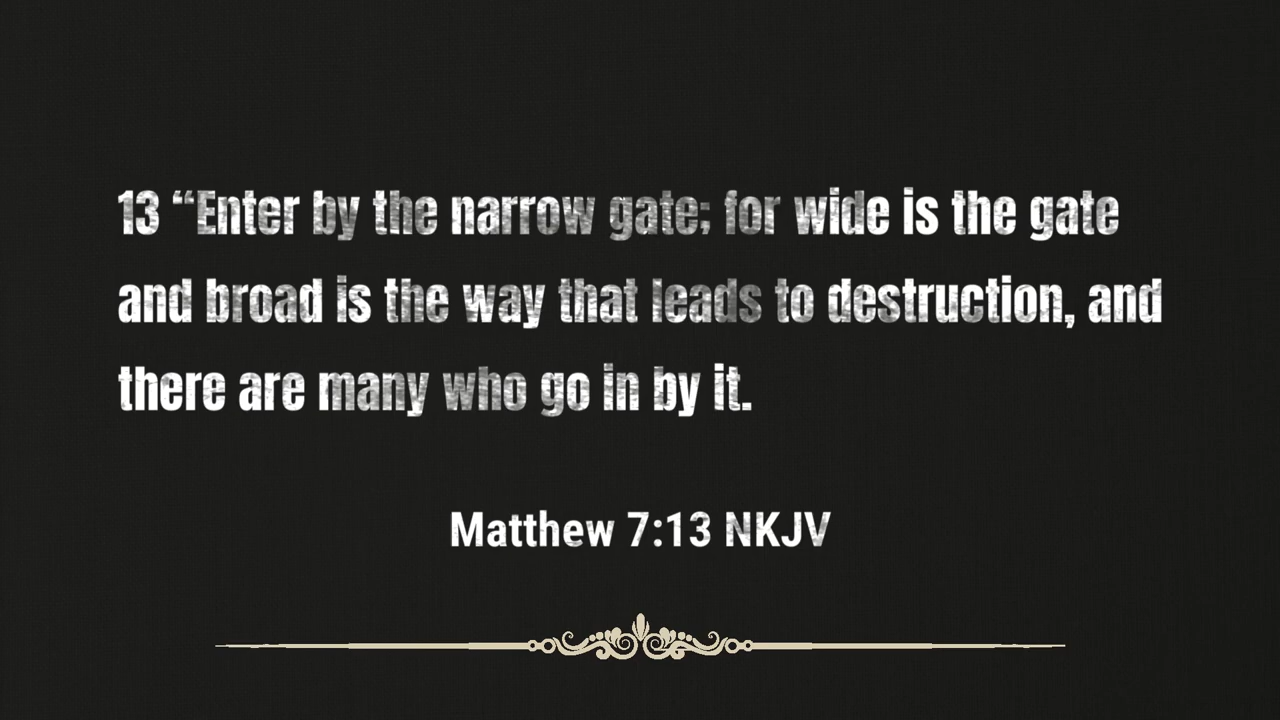 13 “Enter by the narrow gate; for wide is the gate
and broad is the way that leads to destruction, and
there are many who go in by it.
Matthew 7:13 NKJV